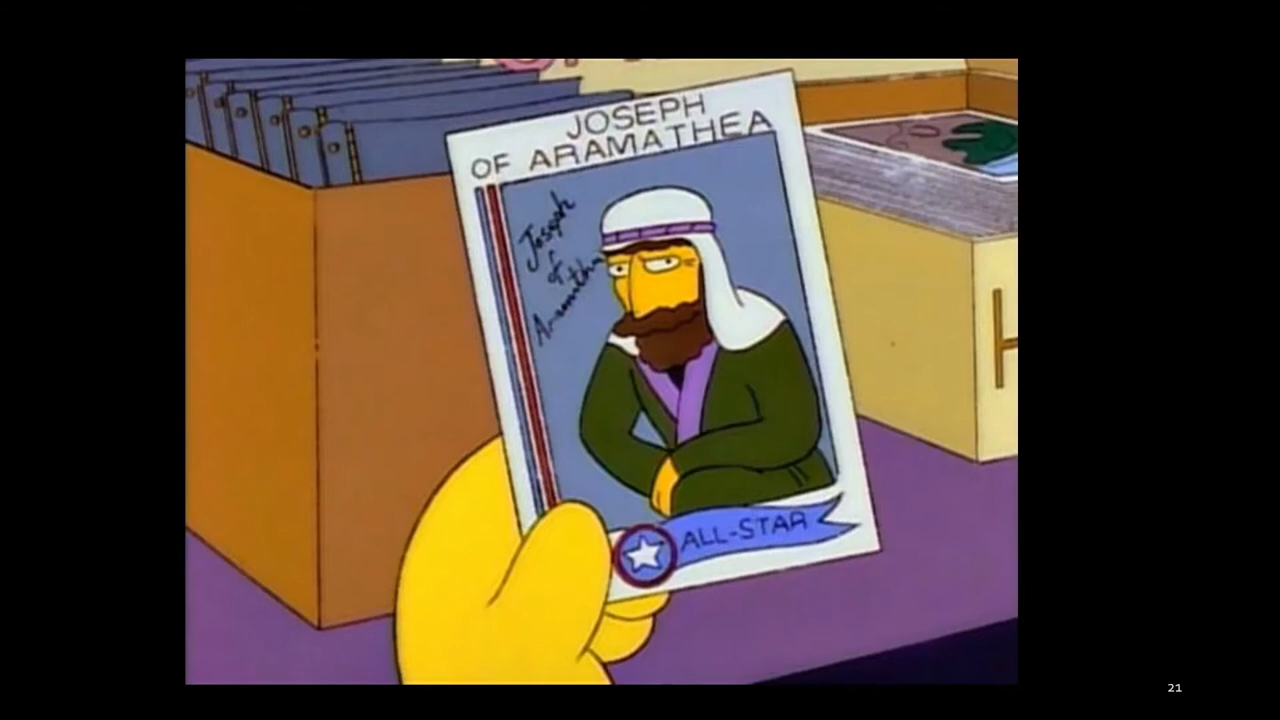 JOSEPH
OF ARAMATHEA
Joseph
of
Aramathea
ALL-STAR
H
21